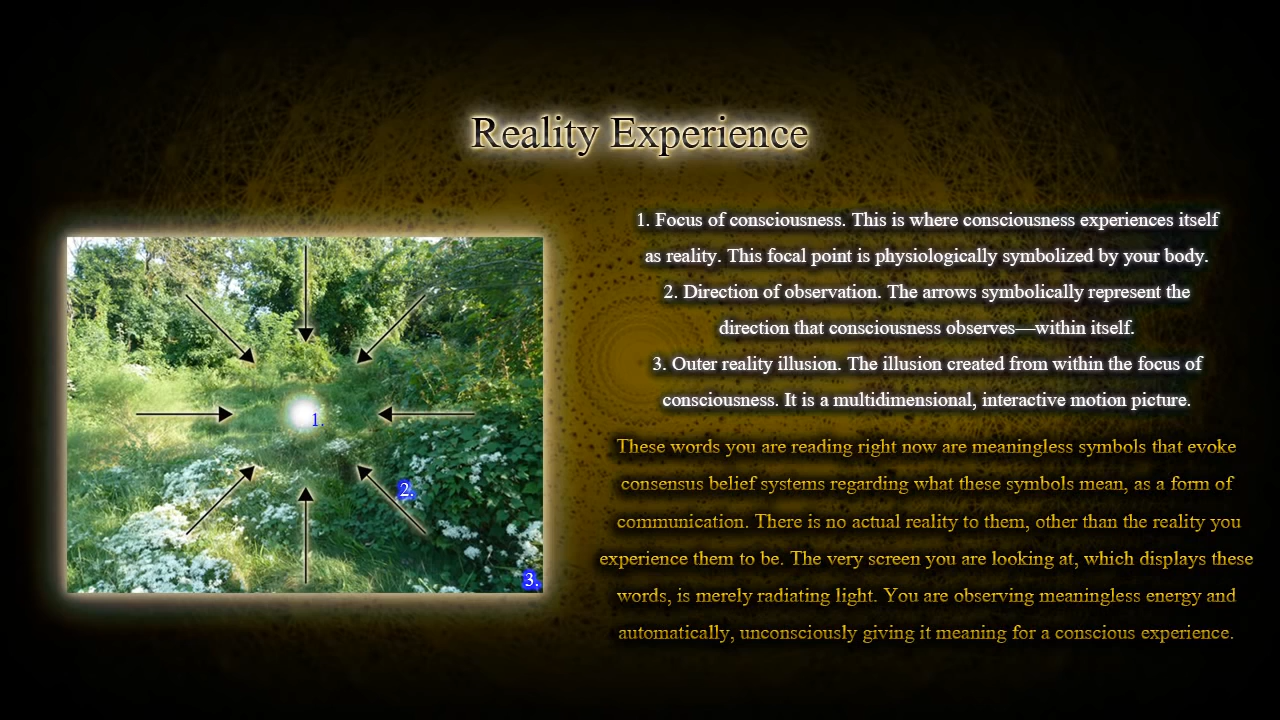 Reality Experience
1. Focus of consciousness. This is where consciousness experiences itself
as reality. This focal point is physiologically symbolized by your body.
2. Direction of observation. The arrows symbolically represent the
direction that consciousness observes—within itself.
3. Outer reality illusion. The illusion created from within the focus of
consciousness. It is a multidimensional, interactive motion picture.
These words you are reading right now are meaningless symbols that evoke
consensus belief systems regarding what these symbols mean, as a form of
communication. There is no actual reality to them, other than the reality you
experience them to be. The very screen you are looking at, which displays these
words, is merely radiating light. You are observing meaningless energy and
automatically, unconsciously giving it meaning for a conscious experience.
1.
2.
3.